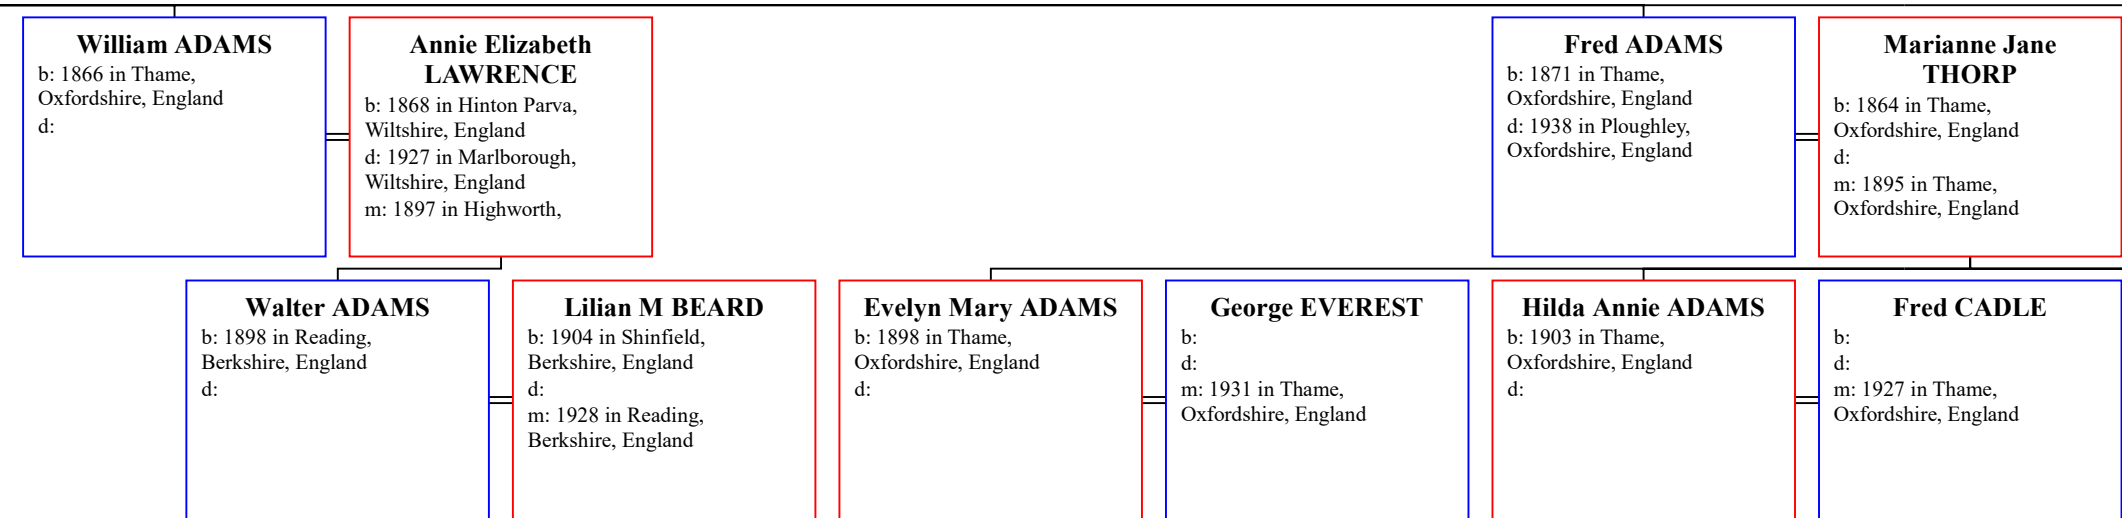 William ADAMS
b: 1866 in Thame,
Oxfordshire, England
d:
Annie Elizabeth
LAWRENCE
b: 1868 in Hinton Parva,
Wiltshire, England
d: 1927 in Marlborough,
Wiltshire, England
m: 1897 in Highworth,
Fred ADAMS
b: 1871 in Thame,
Oxfordshire, England
d: 1938 in Ploughley,
Oxfordshire, England
Marianne Jane
THORP
b: 1864 in Thame,
Oxfordshire, England
d:
m: 1895 in Thame,
Oxfordshire, England
Walter ADAMS
b: 1898 in Reading,
Berkshire, England
d:
Lilian M BEARD
b: 1904 in Shinfield,
Berkshire, England
d:
m: 1928 in Reading,
Berkshire, England
Evelyn Mary ADAMS
b: 1898 in Thame,
Oxfordshire, England
d:
George EVEREST
b:
d:
m: 1931 in Thame,
Oxfordshire, England
Hilda Annie ADAMS
b: 1903 in Thame,
Oxfordshire, England
d:
Fred CADLE
b:
d:
m: 1927 in Thame,
Oxfordshire, England